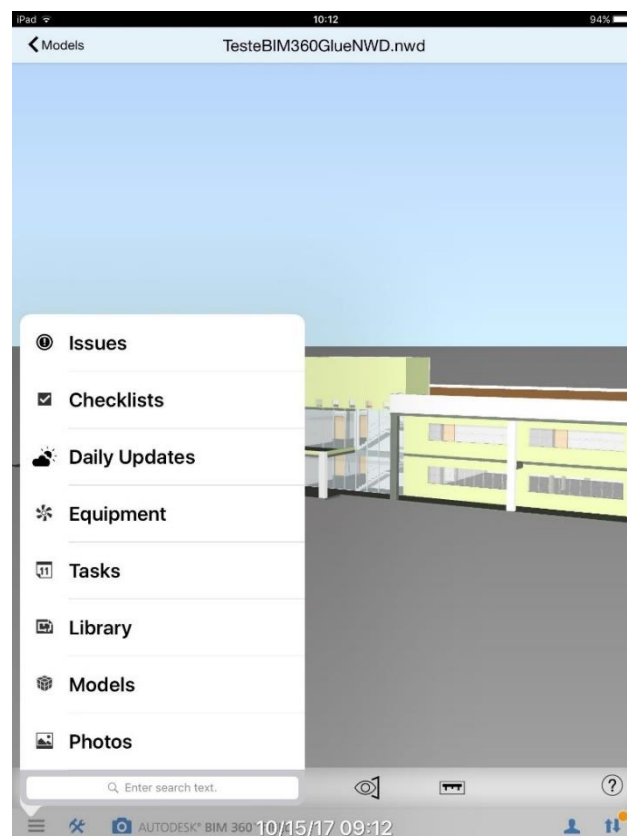 iPad 10:12 94%
Models TesteBIM360GlueNWD.nwd
Issues
Checklists
Daily Updates
Equipment
11 Tasks
Library
Models
Photos
Enter search text. ?
AUTODESK® BIM 360 10/15/17 09:12